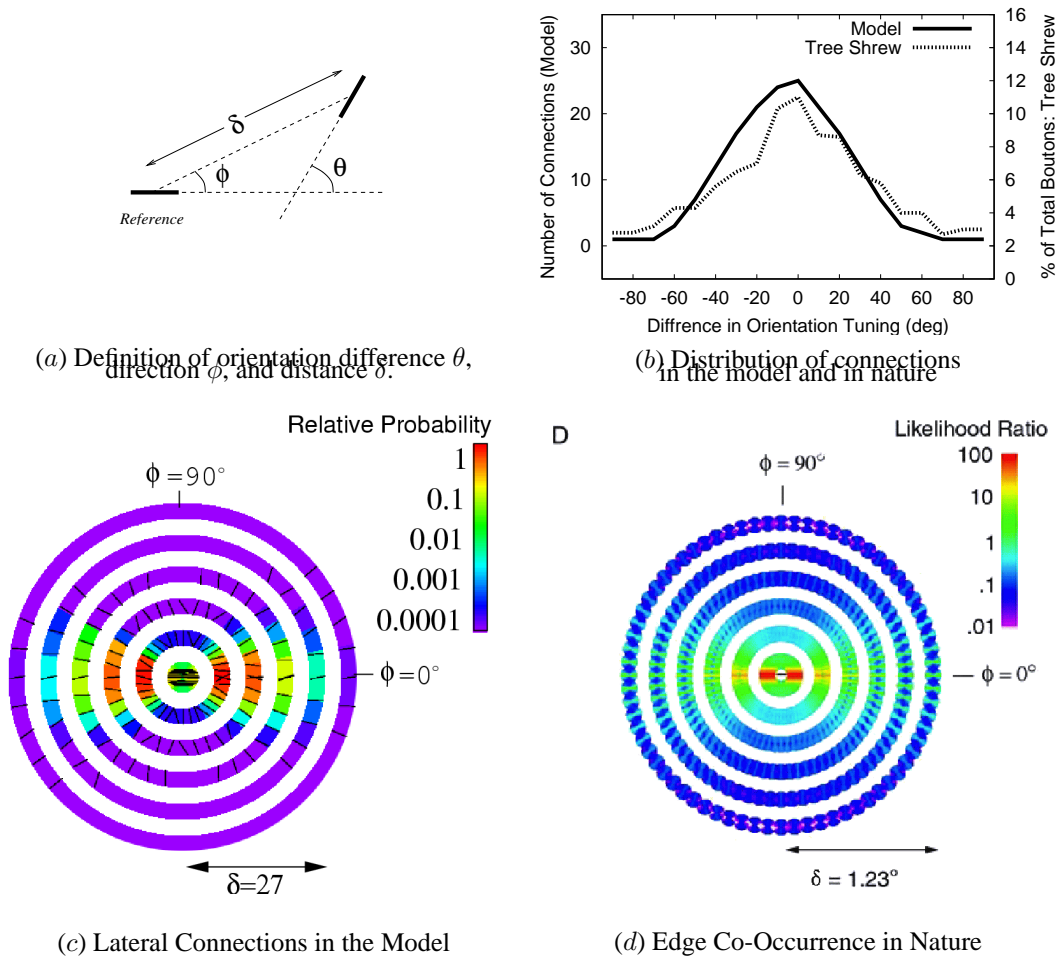 δ
ϕ
θ
Reference
(a) Definition of orientation difference θ,
direction ϕ, and distance δ.
Number of Connections (Model)
30
20
10
0
Model
Tree Shrew
16
14
12
10
8
6
4
2
0
% of Total Boutons: Tree Shrew
-80 -60 -40 -20 0 20 40 60 80
Diffrence in Orientation Tuning (deg)
(b) Distribution of connections
in the model and in nature
Relative Probability
1
0.1
0.01
0.001
0.0001
ϕ = 90°
ϕ = 0°
δ=27
(c) Lateral Connections in the Model
D
Likelihood Ratio
100
10
1
.1
.01
ϕ = 90°
ϕ = 0°
δ = 1.23°
(d) Edge Co-Occurrence in Nature